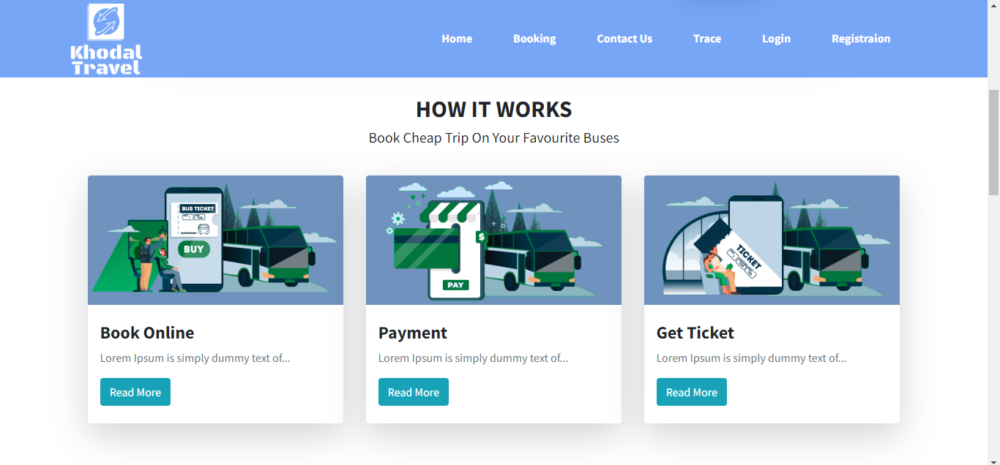 Khodal
Travel
Home Booking Contact Us Trace Login Registraion
HOW IT WORKS
Book Cheap Trip On Your Favourite Buses
BUS TICKET
BUY
$
PAY
TICKET
Book Online
Lorem Ipsum is simply dummy text of...
Read More
Payment
Lorem Ipsum is simply dummy text of...
Read More
Get Ticket
Lorem Ipsum is simply dummy text of...
Read More